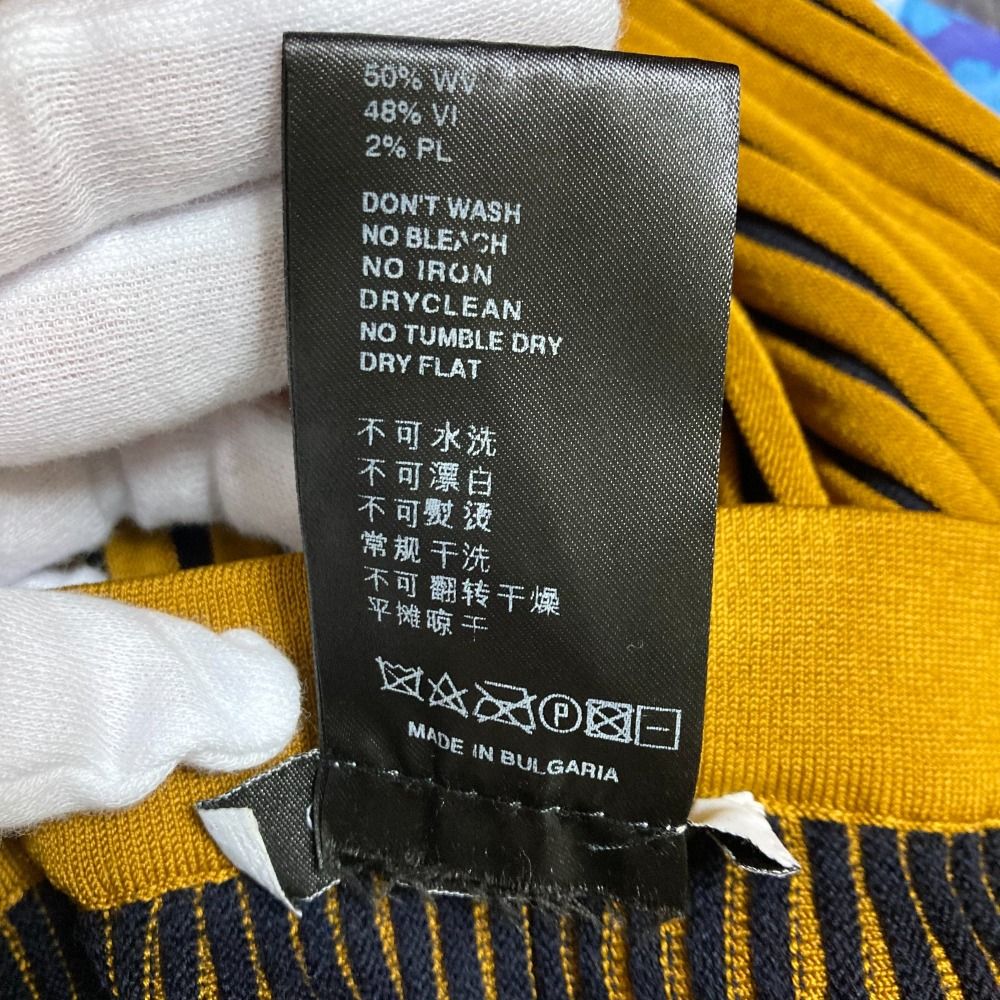 50% WV
48% VI
2% PL
DON'T WASH
NO BLEACH
NO IRON
DRYCLEAN
NO TUMBLE DRY
DRY FLAT
不可水洗
不可漂白
不可熨烫
常规干洗
不可翻转干燥
平摊晾干
P
MADE IN BULGARIA